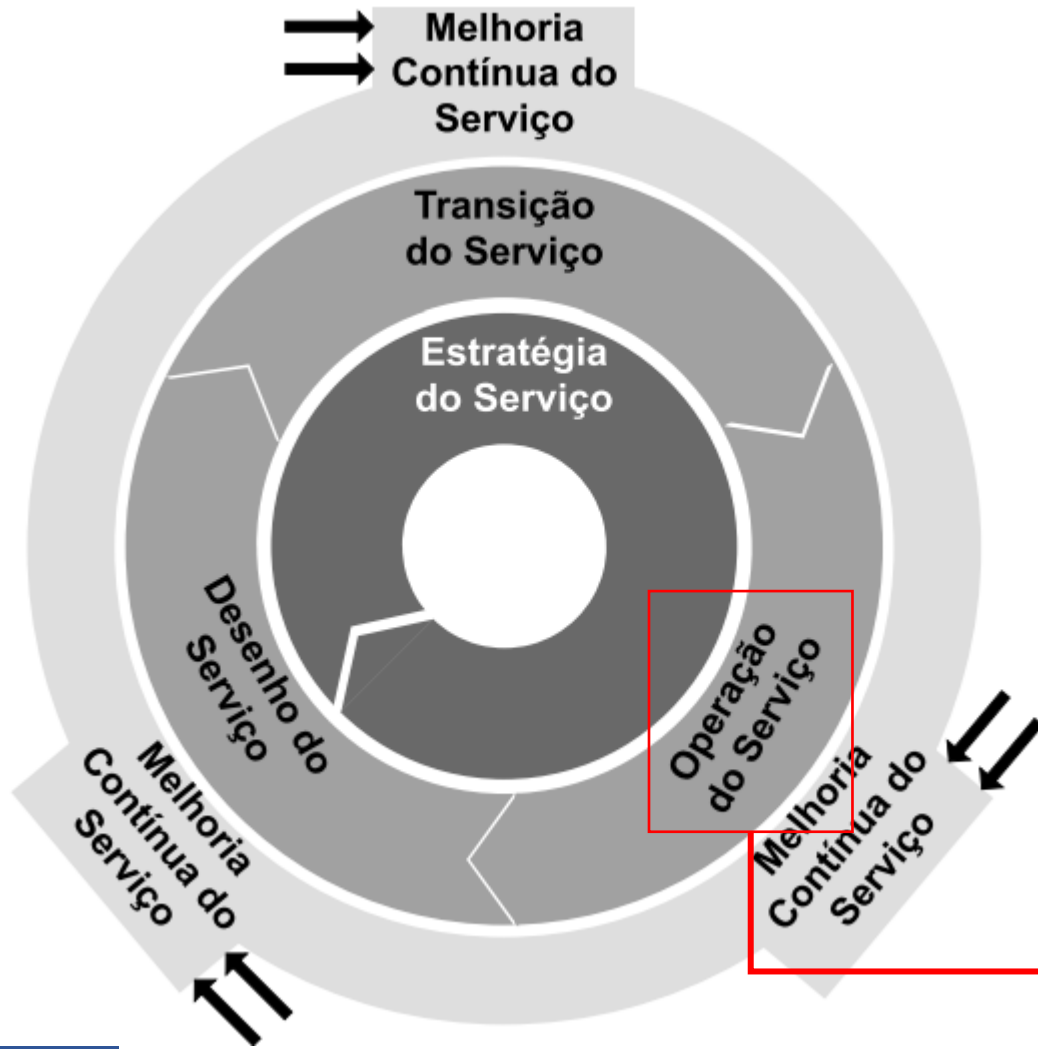 Melhoria
Contínua do
Serviço
Transição
do Serviço
Estratégia
do Serviço
Desenho do
Serviço
Operação
do Serviço
Melhoria
Contínua do
Serviço
Melhoria
Contínua do
Serviço